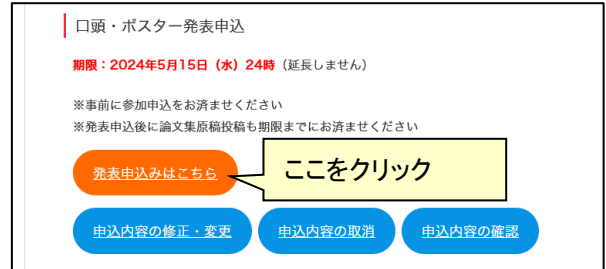 口頭・ポスター発表申込
期限：2024年5月15日（水）24時（延長しません）
※事前に参加申込をお済ませください
※発表申込後に論文集原稿投稿も期限までにお済ませください
発表申込みはこちら
ここをクリック
申込内容の修正・変更
申込内容の取消
申込内容の確認